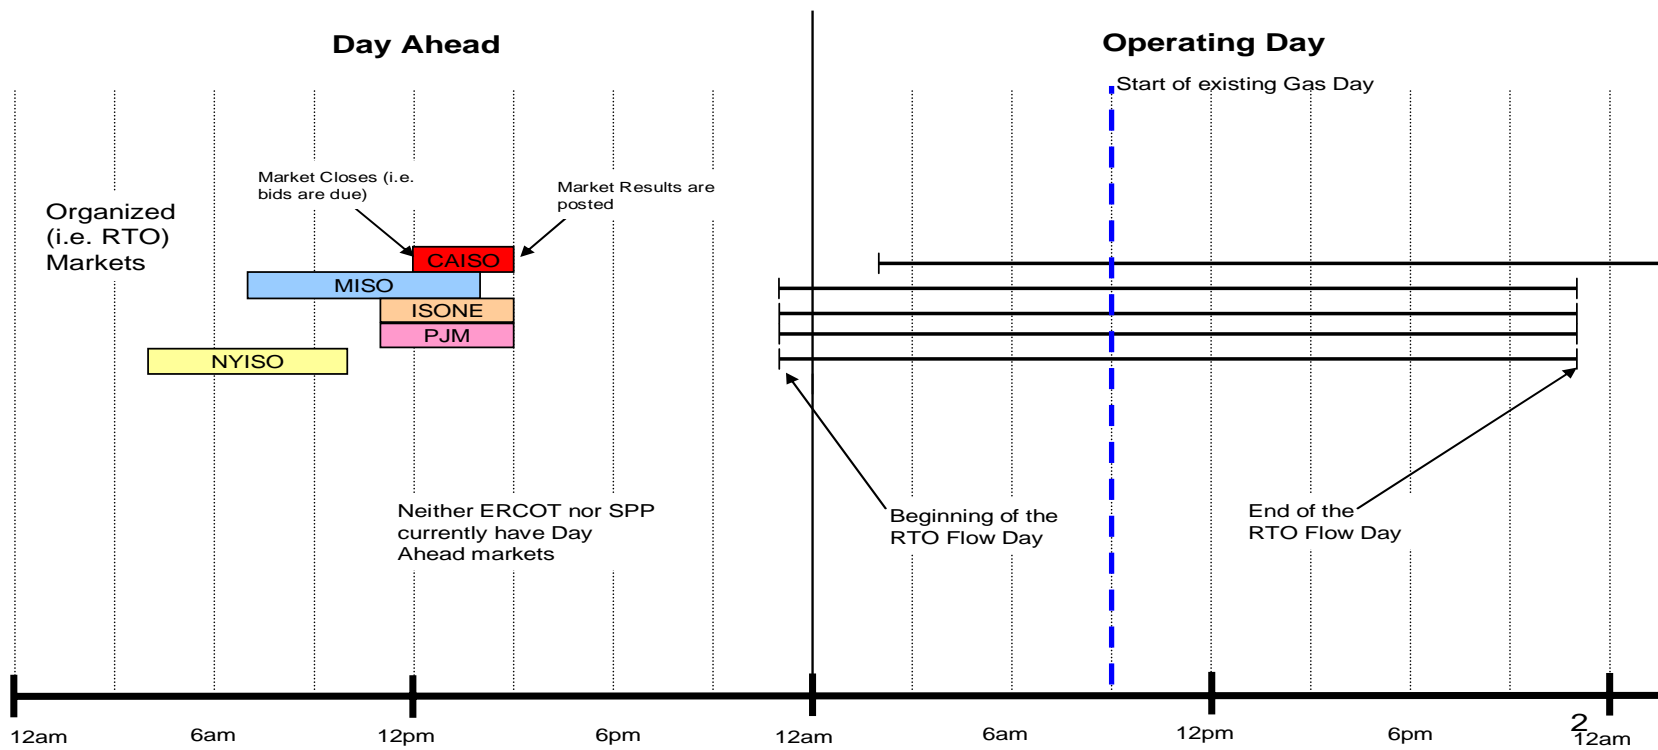 Day Ahead
Operating Day
Start of existing Gas Day
Market Closes (i.e.
bids are due)
Market Results are
posted
Organized
(i.e. RTO)
Markets
CAISO
MISO
ISONE
PJM
NYISO
Neither ERCOT nor SPP
currently have Day
Ahead markets
Beginning of the
RTO Flow Day
End of the
RTO Flow Day
2
12am
6am
12pm
6pm
12am
6am
12pm
6pm
12am